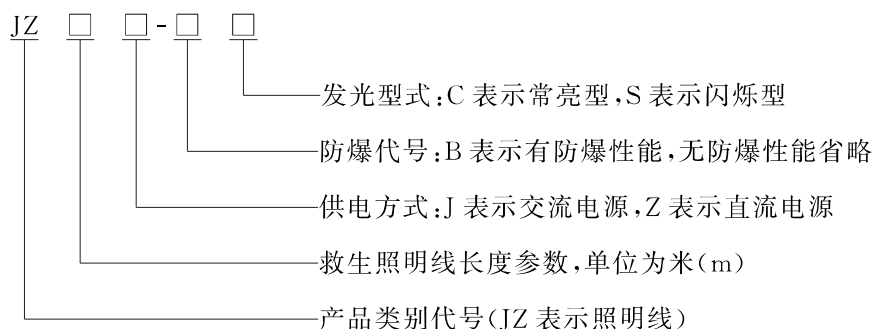 JZ □ □-□ □
发光型式:C 表示常亮型,S 表示闪烁型
防爆代号:B 表示有防爆性能,无防爆性能省略
供电方式:J 表示交流电源,Z 表示直流电源
救生照明线长度参数,单位为米(m)
产品类别代号(JZ 表示照明线)